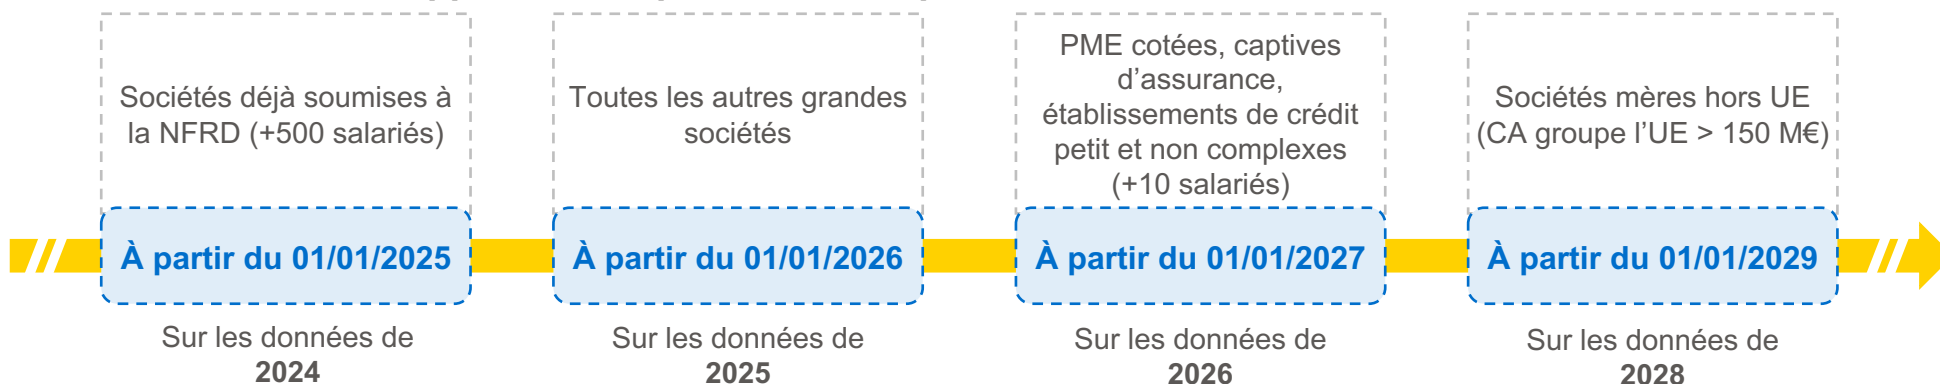 Sociétés déjà soumises à
la NFRD (+500 salariés)
À partir du 01/01/2025
Sur les données de
2024
Toutes les autres grandes
sociétés
À partir du 01/01/2026
Sur les données de
2025
PME cotées, captives
d’assurance,
établissements de crédit
petit et non complexes
(+10 salariés)
À partir du 01/01/2027
Sur les données de
2026
Sociétés mères hors UE
(CA groupe l’UE > 150 M€)
À partir du 01/01/2029
Sur les données de
2028